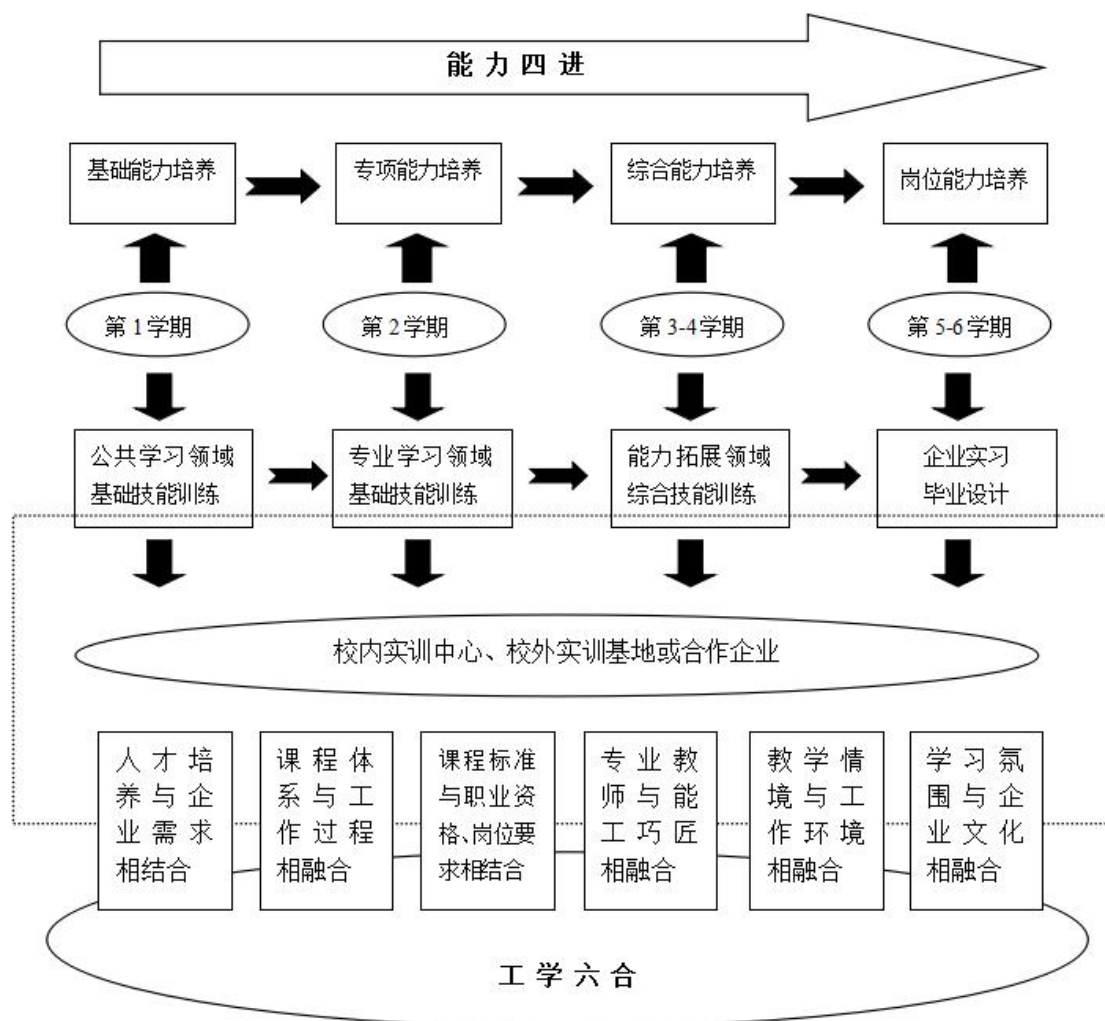 能力四进
基础能力培养
专项能力培养
综合能力培养
岗位能力培养
第1学期
第2学期
第3-4学期
第5-6学期
公共学习领域
基础技能训练
专业学习领域
基础技能训练
能力拓展领域
综合技能训练
企业实习
毕业设计
校内实训中心、校外实训基地或合作企业
人才培
养与企
业需求
相结合
课程体
系与工
作过程
相融合
课程标准
与职业资
格、岗位要
求相结合
专业教
师与能
工巧匠
相融合
教学情
境与工
作环境
相融合
学习氛
围与企
业文化
相融合
工学六合